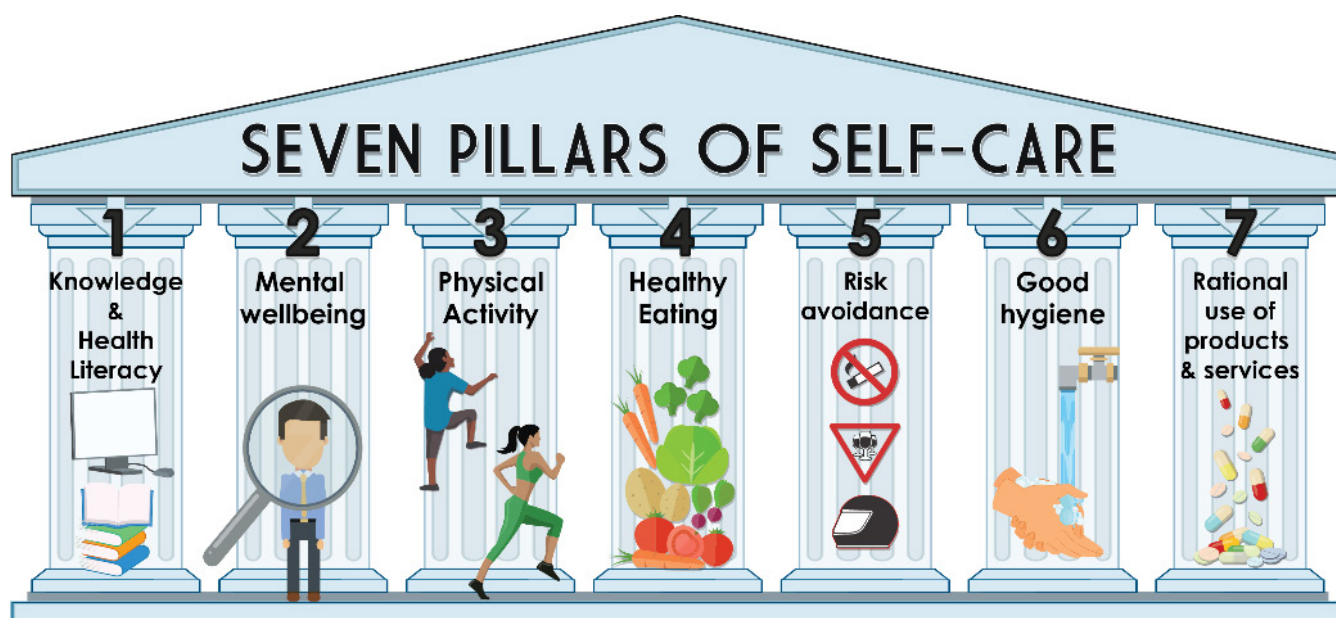 SEVEN PILLARS OF SELF-CARE
1
Knowledge
&
Health
Literacy
2
Mental
wellbeing
3
Physical
Activity
4
Healthy
Eating
5
Risk
avoidance
6
Good
hygiene
7
Rational
use of
products
& services